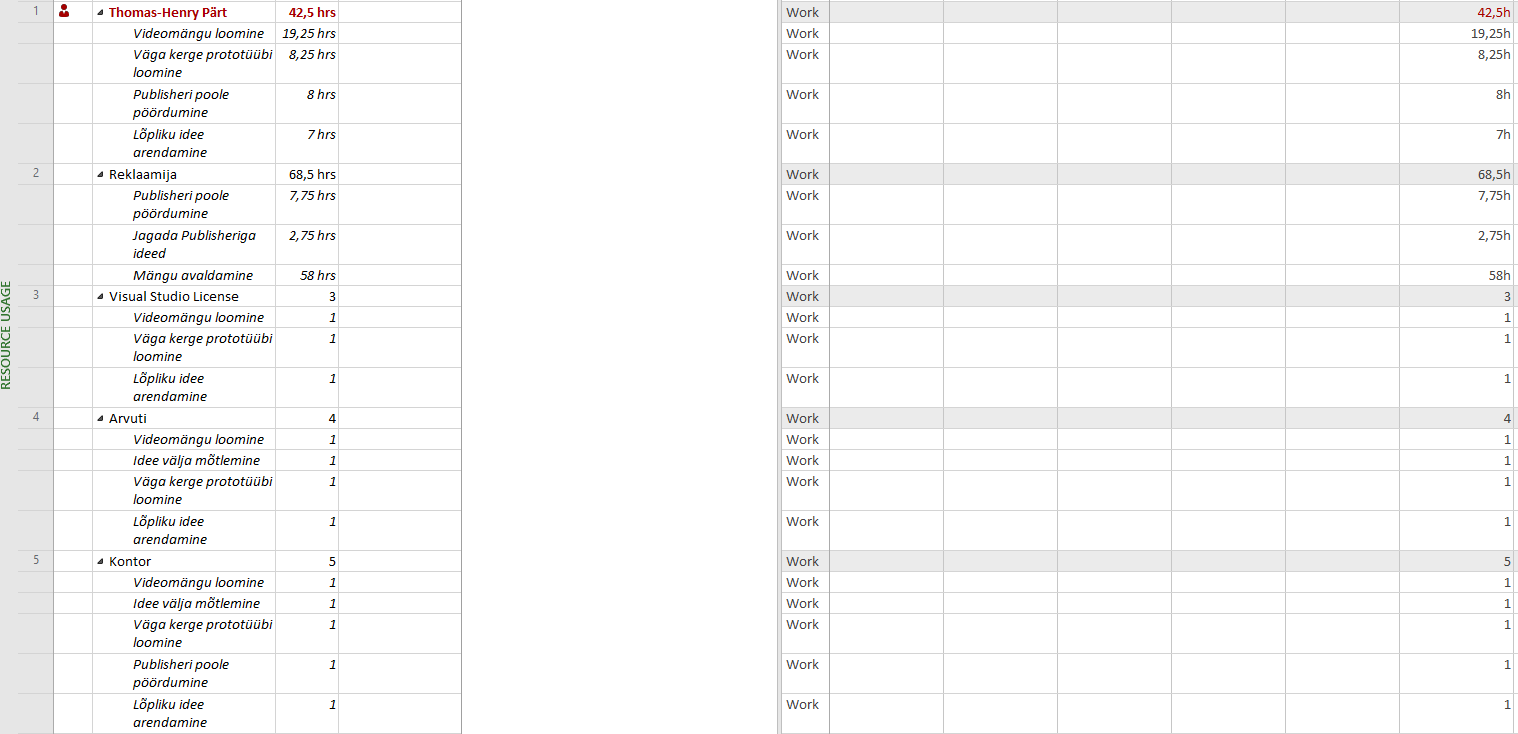 RESOURCE USAGE
1 Thomas-Henry Pärt 42,5 hrs Work 42,5h
Videomängu loomine 19,25 hrs Work 19,25h
Väga kerge prototüübi 8,25 hrs Work 8,25h
loomine
Publisheri poole 8 hrs Work 8h
pöördumine
Lõpliku idee 7 hrs Work 7h
arendamine
2 Reklaamija 68,5 hrs Work 68,5h
Publisheri poole 7,75 hrs Work 7,75h
pöördumine
Jagada Publisheriga 2,75 hrs Work 2,75h
ideed
Mängu avaldamine 58 hrs Work 58h
3 Visual Studio License 3 Work 3
Videomängu loomine 1 Work 1
Väga kerge prototüübi 1 Work 1
loomine
Lõpliku idee 1 Work 1
arendamine
4 Arvuti 4 Work 4
Videomängu loomine 1 Work 1
Idee välja mõtlemine 1 Work 1
Väga kerge prototüübi 1 Work 1
loomine
Lõpliku idee 1 Work 1
arendamine
5 Kontor 5 Work 5
Videomängu loomine 1 Work 1
Idee välja mõtlemine 1 Work 1
Väga kerge prototüübi 1 Work 1
loomine
Publisheri poole 1 Work 1
pöördumine
Lõpliku idee 1 Work 1
arendamine